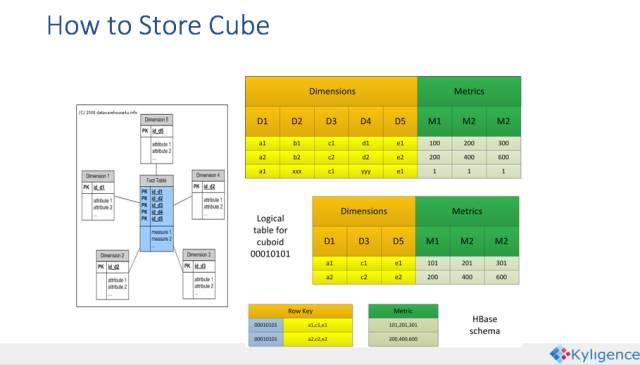 How to Store Cube
(C) 2008 datawarehouse4u.info
Dimension 5
PK id_d5
attribute 1
attribute 2
...
Dimension 1
PK id_d1
attribute 1
attribute 2
...
Fact Table
PK id_d1
PK id_d2
PK id_d3
PK id_d4
PK id_d5
measure 1
measure 2
...
Dimension 4
PK id_d2
attribute 1
attribute 2
...
Dimension 2
PK id_d2
attribute 1
attribute 2
...
Dimension 3
PK id_d3
attribute 1
attribute 2
...
Dimensions Metrics
D1 D2 D3 D4 D5 M1 M2 M2
a1 b1 c1 d1 e1 100 200 300
a2 b2 c2 d2 e2 200 400 600
a1 xxx c1 yyy e1 1 1 1
Logical
table for
cuboid
00010101
Dimensions Metrics
D1 D3 D5 M1 M2 M2
a1 c1 e1 101 201 301
a2 c2 e2 200 400 600
Row Key Metric
00010101 a1,c1,e1 101,201,301
00010101 a2,c2,e2 200,400,600
HBase
schema
Kyligence